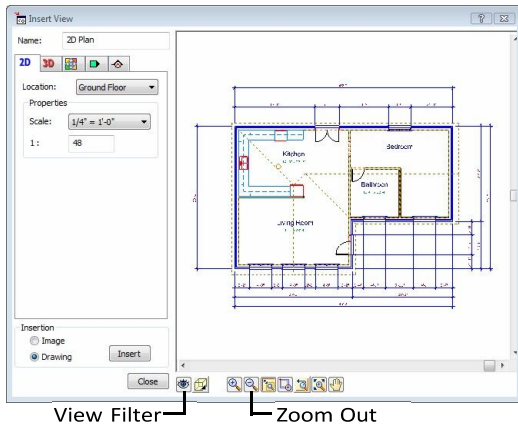 Insert View
Name: 2D Plan
2D 3D
Location: Ground Floor
Properties
Scale: 1/4" = 1'-0"
1 : 48
Kitchen
Bedroom
Bathroom
Living Room
Insertion
Image
Drawing
Insert
Close
View Filter
Zoom Out